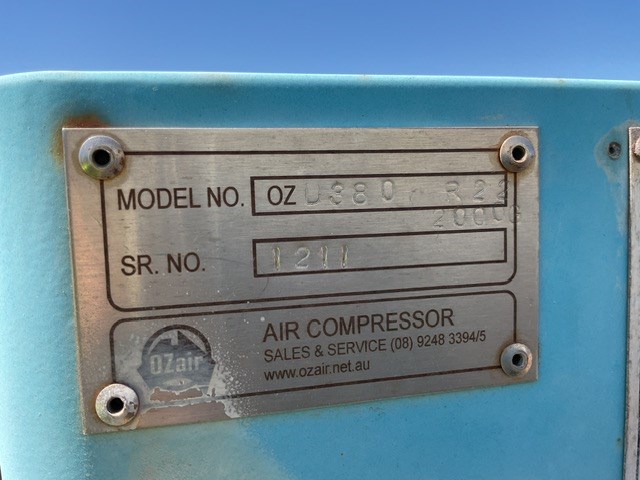 MODEL NO. OZ U380 - R22
2000G
SR. NO. 1211
AIR COMPRESSOR
SALES & SERVICE (08) 9248 3394/5
www.ozair.net.au
OZair